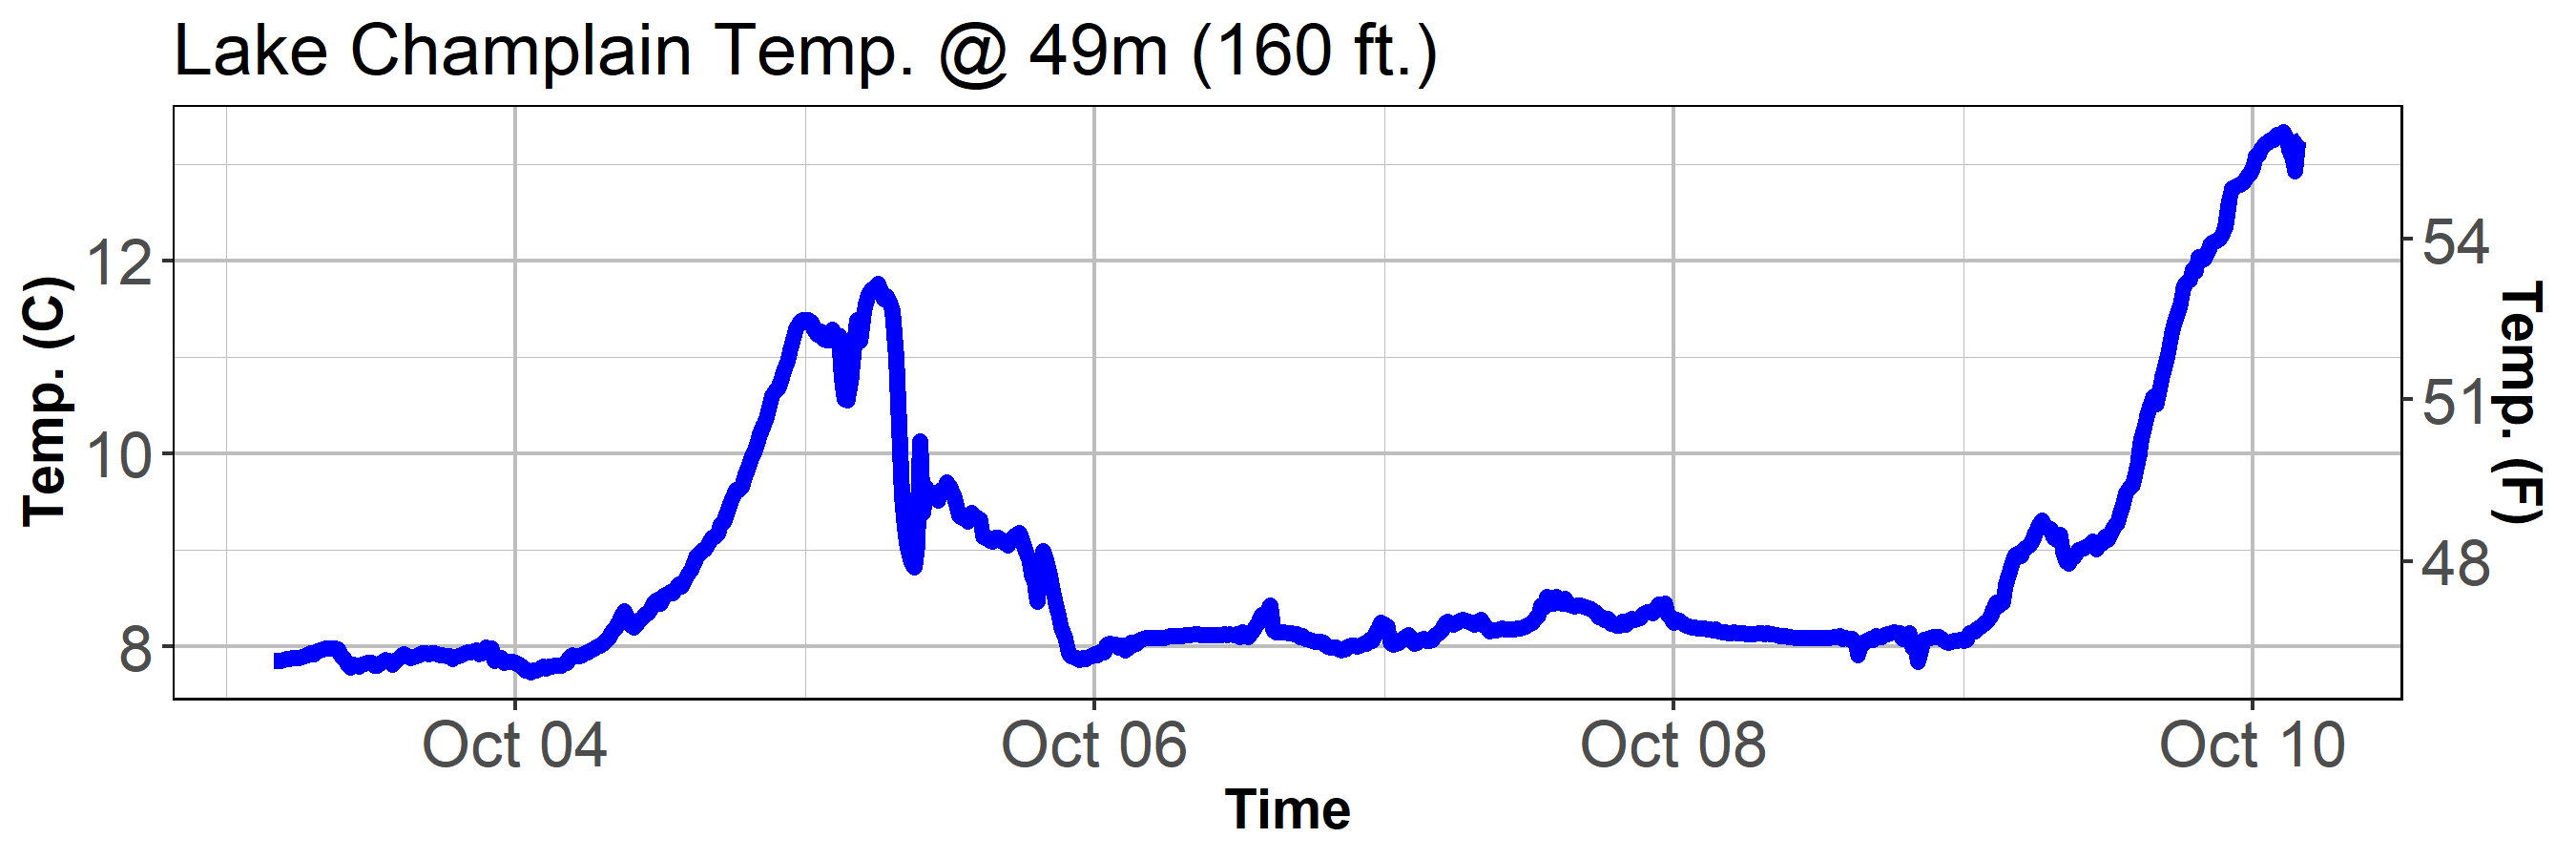 Lake Champlain Temp. @ 49m (160 ft.)
Temp. (C)
12
10
8
54
51
48
Temp. (F)
Oct 04
Oct 06
Oct 08
Oct 10
Time